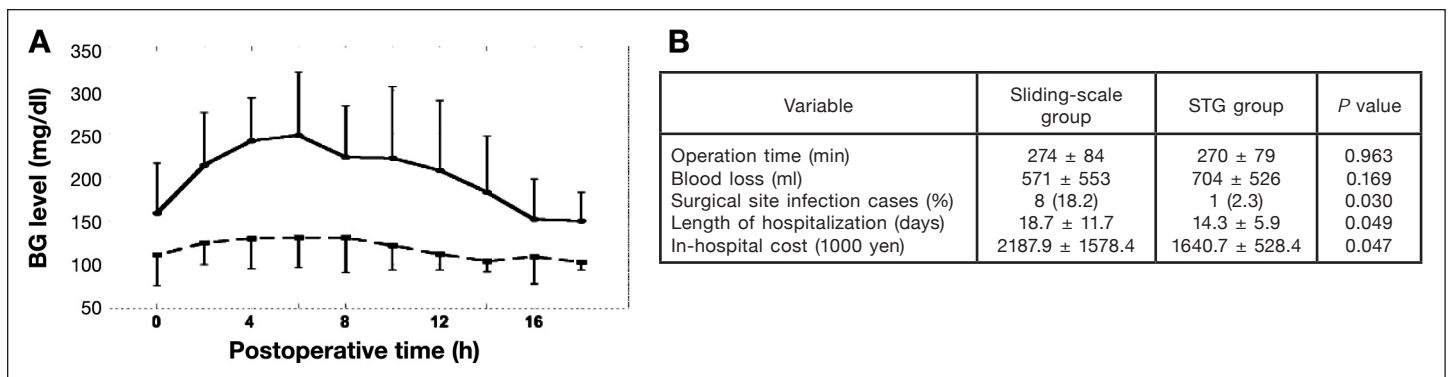 A
BG level (mg/dl)
350
300
250
200
150
100
50
0 4 8 12 16
Postoperative time (h)
B
Variable Sliding-scale group STG group P value
Operation time (min) 274 ± 84 270 ± 79 0.963
Blood loss (ml) 571 ± 553 704 ± 526 0.169
Surgical site infection cases (%) 8 (18.2) 1 (2.3) 0.030
Length of hospitalization (days) 18.7 ± 11.7 14.3 ± 5.9 0.049
In-hospital cost (1000 yen) 2187.9 ± 1578.4 1640.7 ± 528.4 0.047